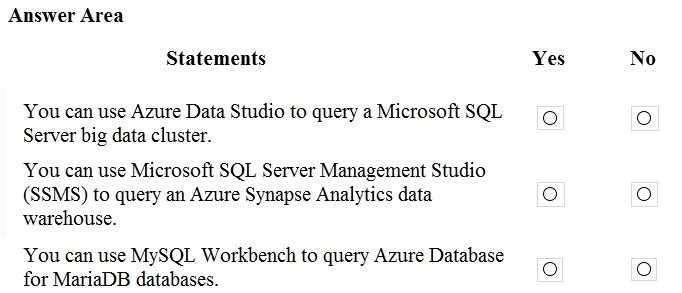 Answer Area
Statements Yes No
You can use Azure Data Studio to query a Microsoft SQL
Server big data cluster.
You can use Microsoft SQL Server Management Studio
(SSMS) to query an Azure Synapse Analytics data
warehouse.
You can use MySQL Workbench to query Azure Database
for MariaDB databases.